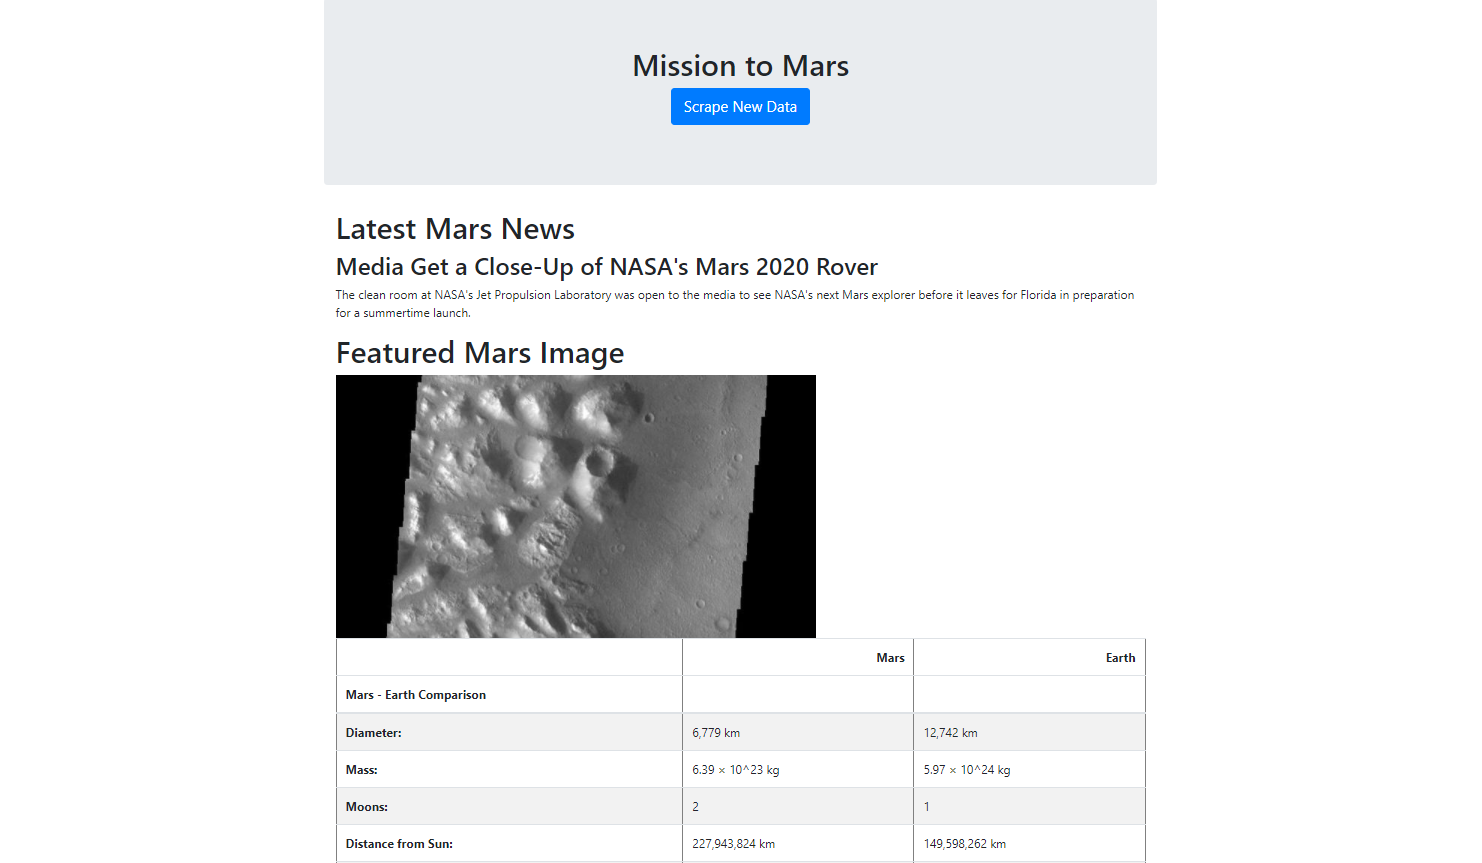 Mission to Mars
Scrape New Data
Latest Mars News
Media Get a Close-Up of NASA's Mars 2020 Rover
The clean room at NASA's Jet Propulsion Laboratory was open to the media to see NASA's next Mars explorer before it leaves for Florida in preparation
for a summertime launch.
Featured Mars Image
Mars Earth
Mars - Earth Comparison
Diameter: 6,779 km 12,742 km
Mass: 6.39 × 10^23 kg 5.97 × 10^24 kg
Moons: 2 1
Distance from Sun: 227,943,824 km 149,598,262 km